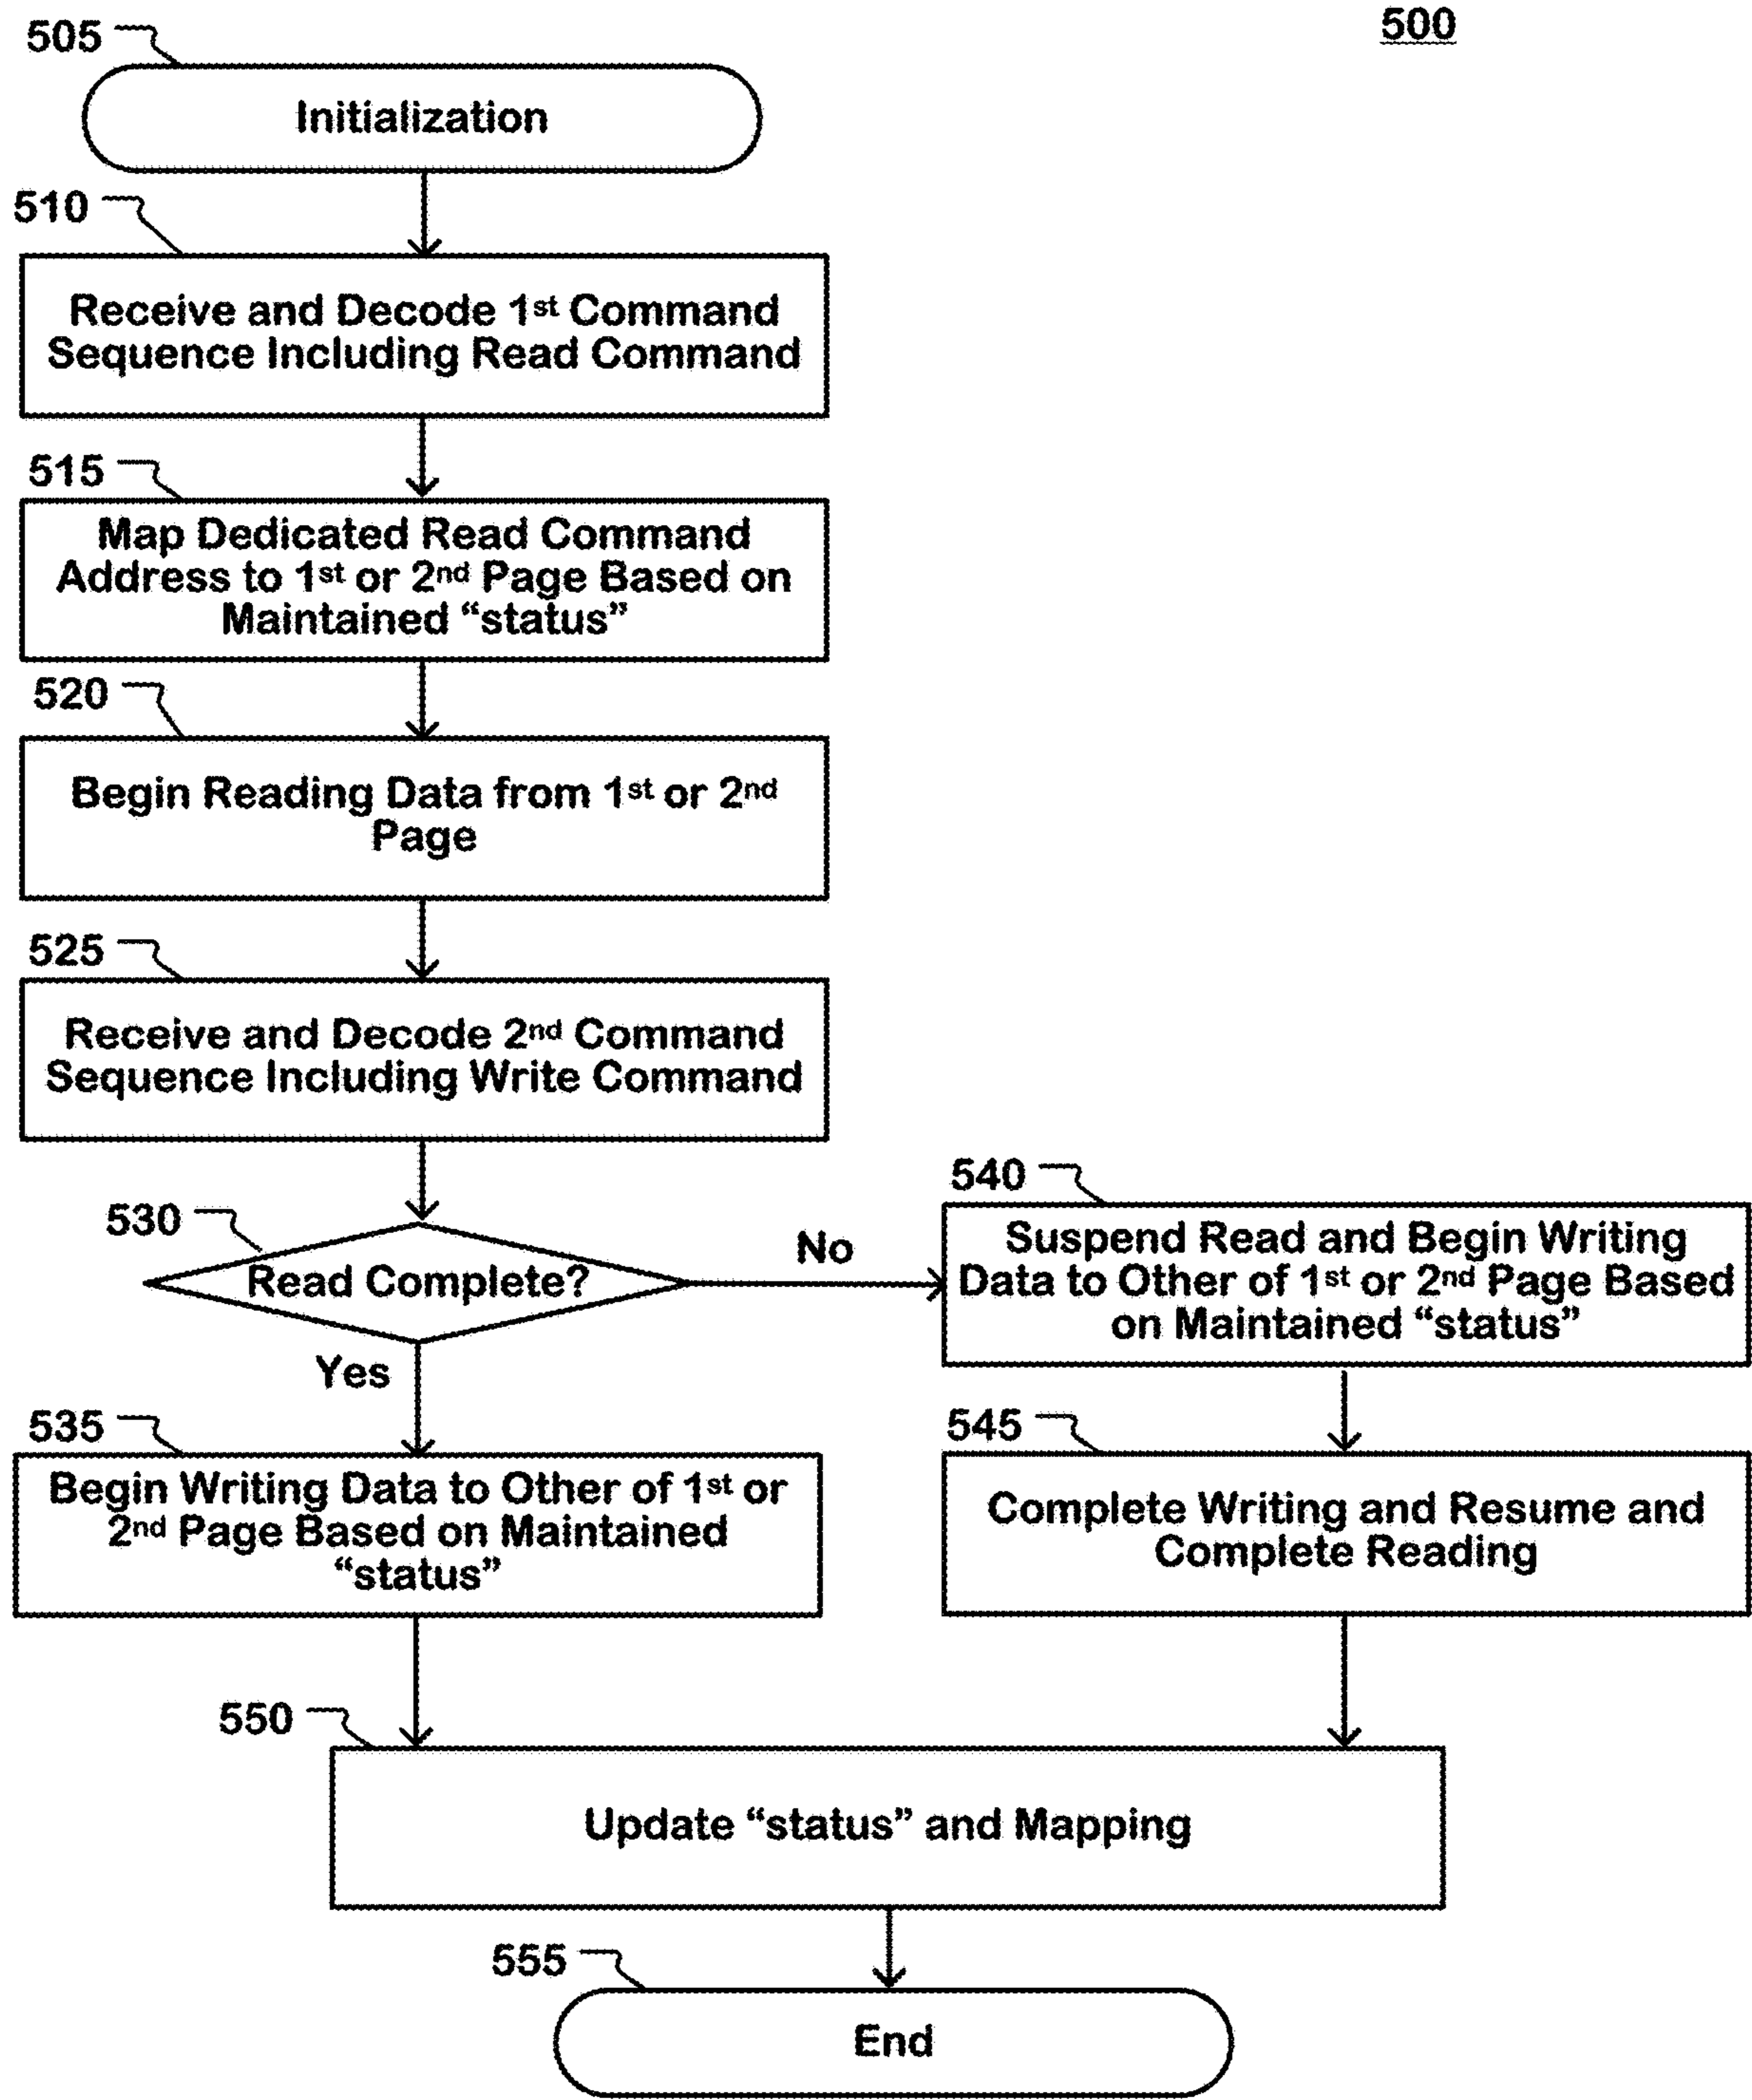 500
505
Initialization
510
Receive and Decode 1st Command
Sequence Including Read Command
515
Map Dedicated Read Command
Address to 1st or 2nd Page Based on
Maintained “status”
520
Begin Reading Data from 1st or 2nd
Page
525
Receive and Decode 2nd Command
Sequence Including Write Command
530
Read Complete?
No
Yes
540
Suspend Read and Begin Writing
Data to Other of 1st or 2nd Page Based
on Maintained “status”
535
Begin Writing Data to Other of 1st or
2nd Page Based on Maintained
“status”
545
Complete Writing and Resume and
Complete Reading
550
Update “status” and Mapping
555
End